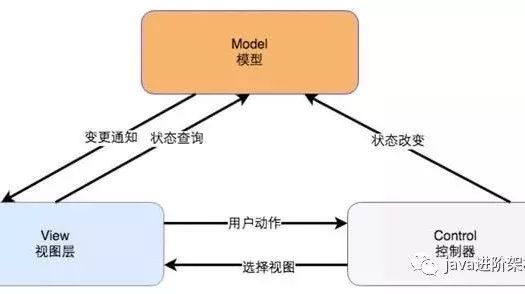 Model
模型
变更通知
状态查询
状态改变
View
视图层
用户动作
Control
控制器
选择视图
java进阶架